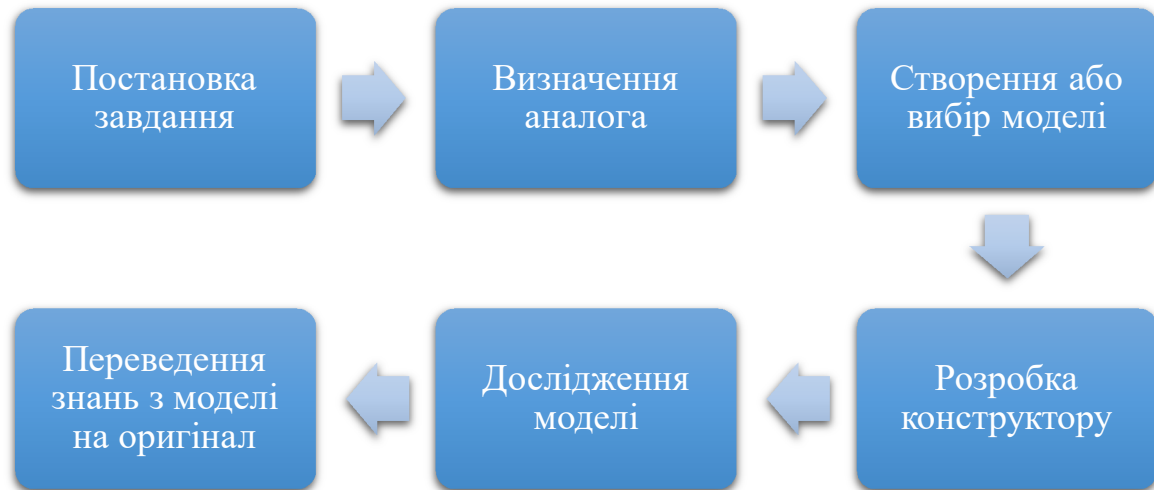 Постановка
завдання
Визначення
аналога
Створення або
вибір моделі
Розробка
конструктору
Дослідження
моделі
Переведення
знань з моделі
на оригінал